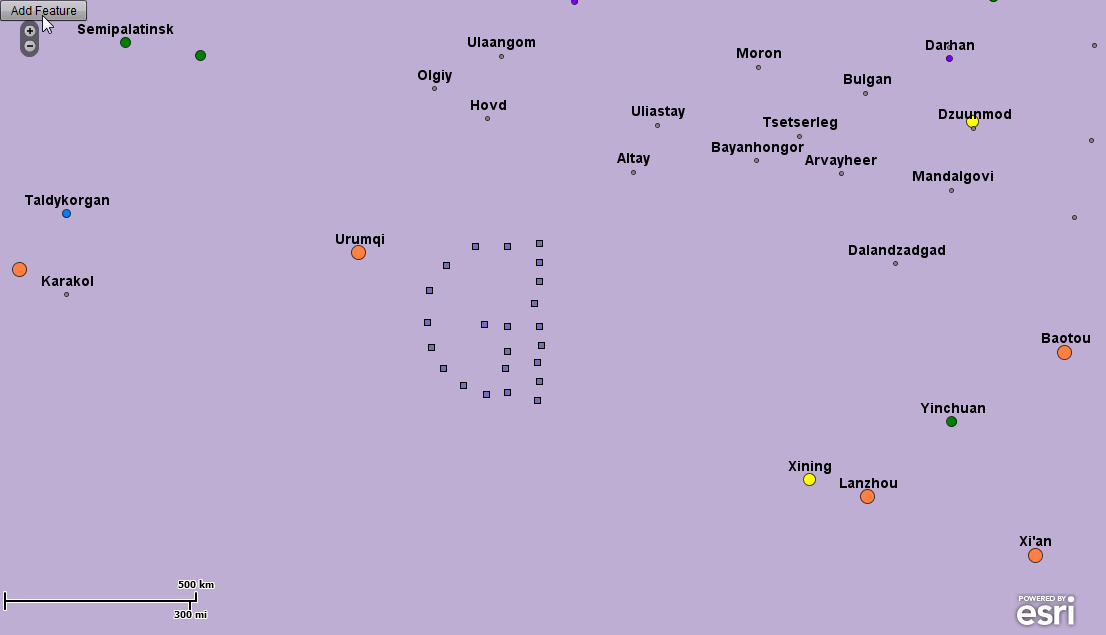 Add Feature
Semipalatinsk
Ulaangom
Darhan
Moron
Olgiy
Bulgan
Hovd
Uliastay
Dzuunmod
Tsetserleg
Bayanhongor
Altay
Arvayheer
Mandalgovi
Taldykorgan
Urumqi
Dalandzadgad
Karakol
GI
Baotou
Yinchuan
Xining
Lanzhou
Xi'an
500 km
300 mi
POWERED BY
esri